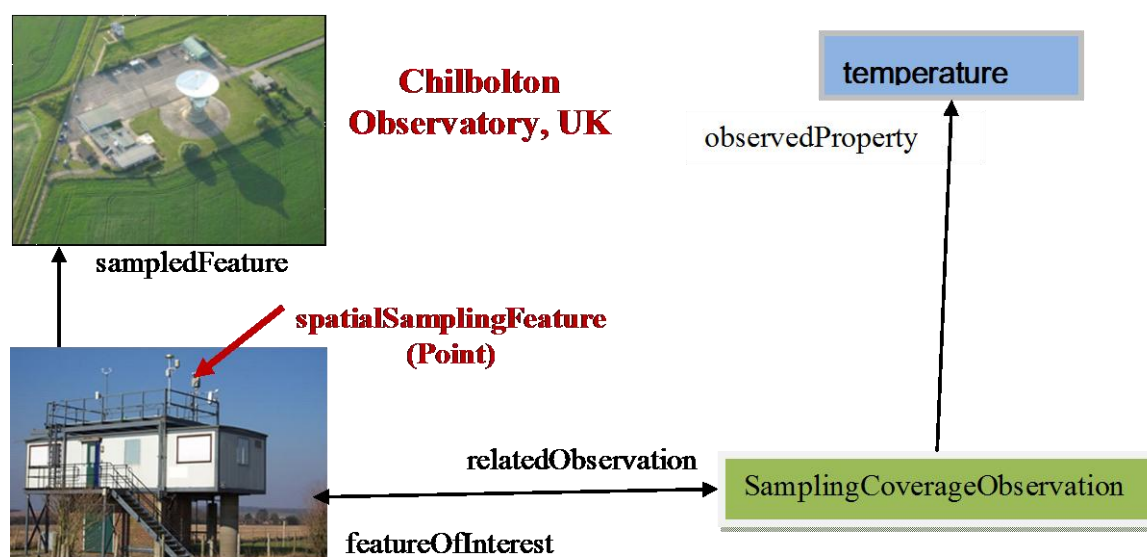 Chilbolton
Observatory, UK
temperature
observedProperty
sampledFeature
spatialSamplingFeature
(Point)
relatedObservation
SamplingCoverageObservation
featureOfInterest